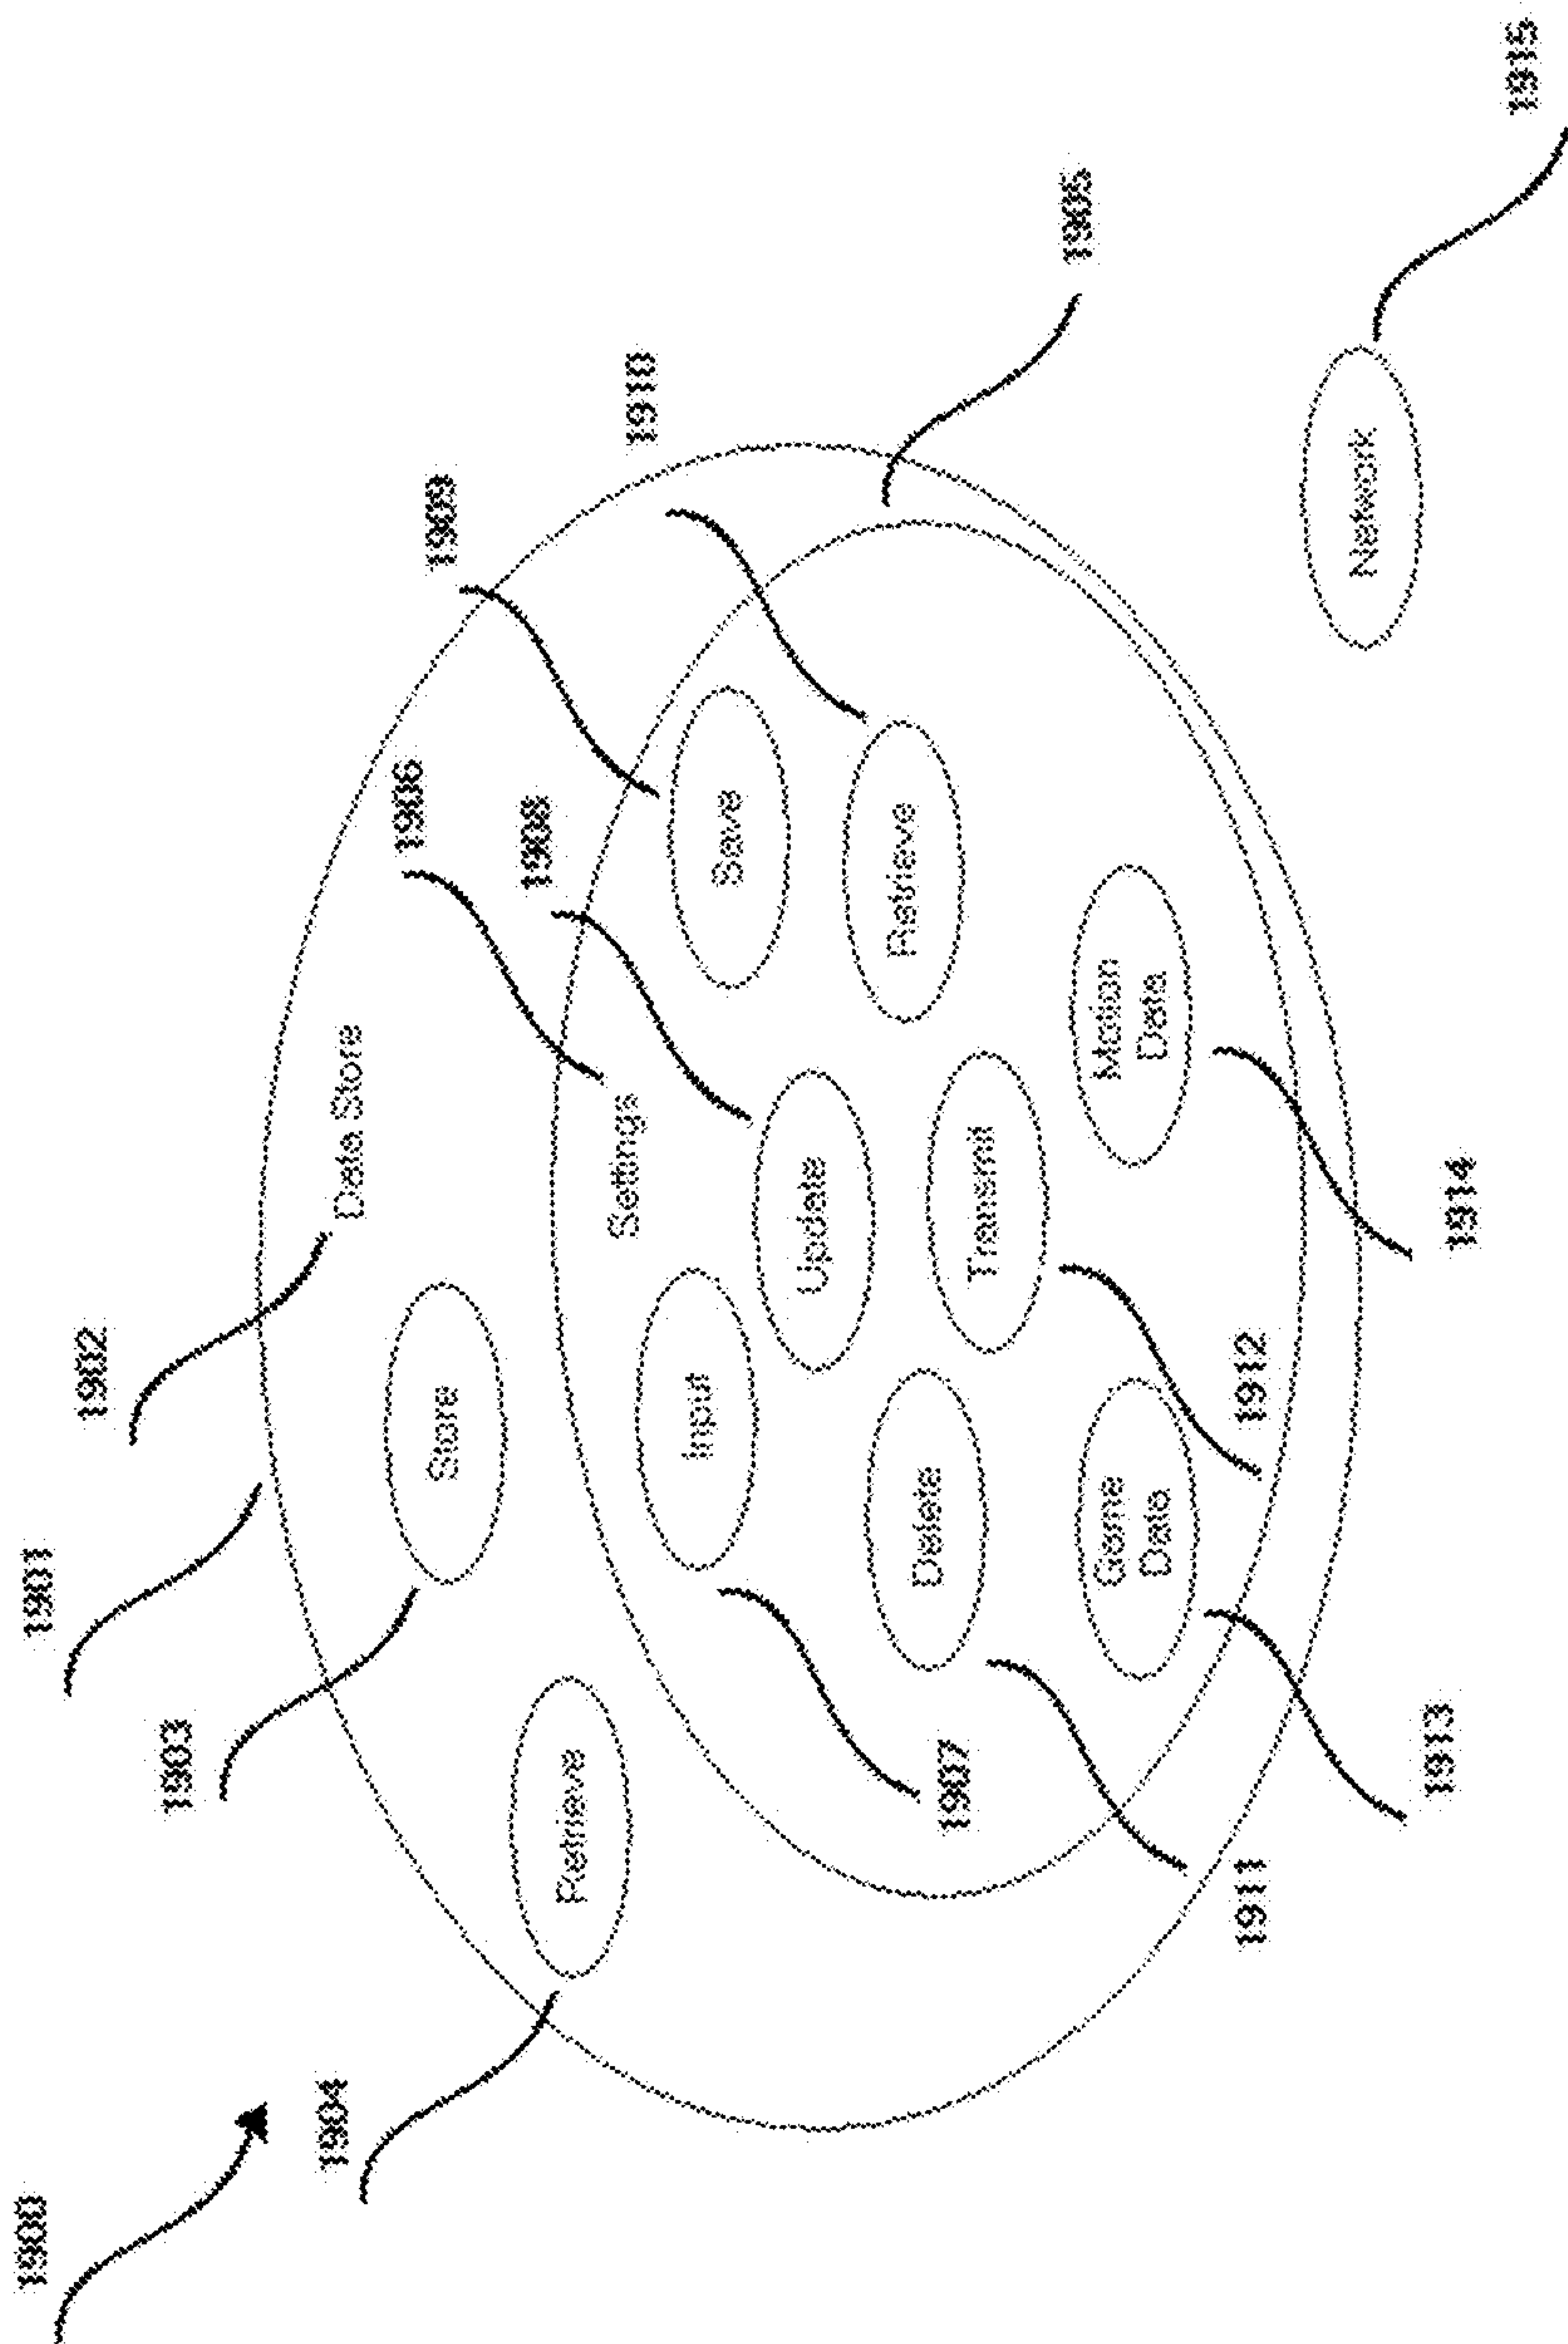 1900
1901
1902
1903
1904
Data Store
1906
1909
Store
1908
Retrieve
Settings
1910
Input
Save
Update
Retrieve
Delete
1907
Transmit
1905
Game
Data
Motion
Data
1911
1912
Network
1913
1914
1915